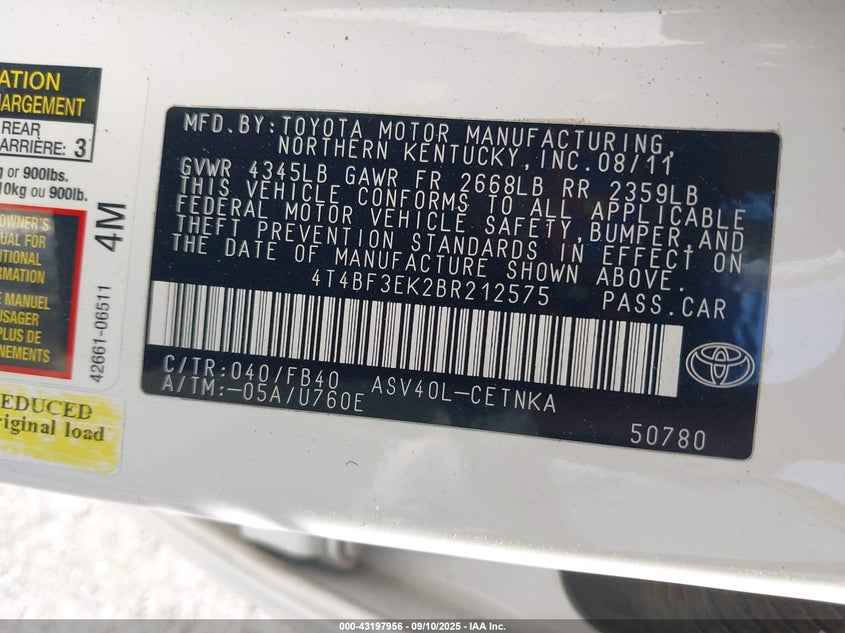 ATION
HARGEMENT
REAR
ARRIÈRE: 3
g or 900lbs.
10kg ou 900lb.
OWNER'S
UAL FOR
ITIONAL
RMATION
E MANUEL
USAGER
PLUS DE
GNEMENTS
4M
42661-06511
EDUCED
riginal load
MFD.BY:TOYOTA MOTOR MANUFACTURING,
NORTHERN KENTUCKY,INC.08/11
GVWR 4345LB GAWR FR 2668LB RR 2359LB
THIS VEHICLE CONFORMS TO ALL APPLICABLE
FEDERAL MOTOR VEHICLE SAFETY,BUMPER,AND
THEFT PREVENTION STANDARDS IN EFFECT ON
THE DATE OF MANUFACTURE SHOWN ABOVE.
4T4BF3EK2BR212575 PASS.CAR
C/TR:040/FB40 ASV40L-CETNKA
A/TM:-05A/U760E
50780
000-43197956 - 09/10/2025 - IAA Inc.